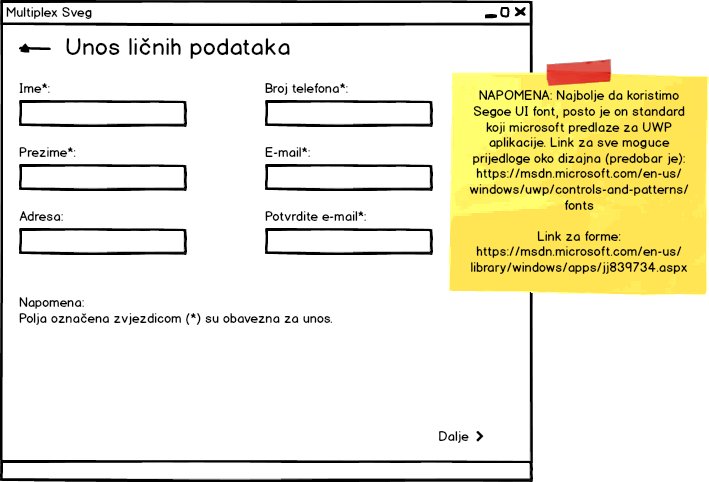 Multiplex Sveg
Unos ličnih podataka
Ime*:
Broj telefona*:
Prezime*:
E-mail*:
Adresa:
Potvrdite e-mail*:
Napomena:
Polja označena zvjezdicom (*) su obavezna za unos.
Dalje
NAPOMENA: Najbolje da koristimo
Segoe UI font, posto je on standard
koji microsoft predlaze za UWP
aplikacije. Link za sve moguce
prijedloge oko dizajna (predobar je):
https://msdn.microsoft.com/en-us/
windows/uwp/controls-and-patterns/
fonts
Link za forme:
https://msdn.microsoft.com/en-us/
library/windows/apps/jj839734.aspx